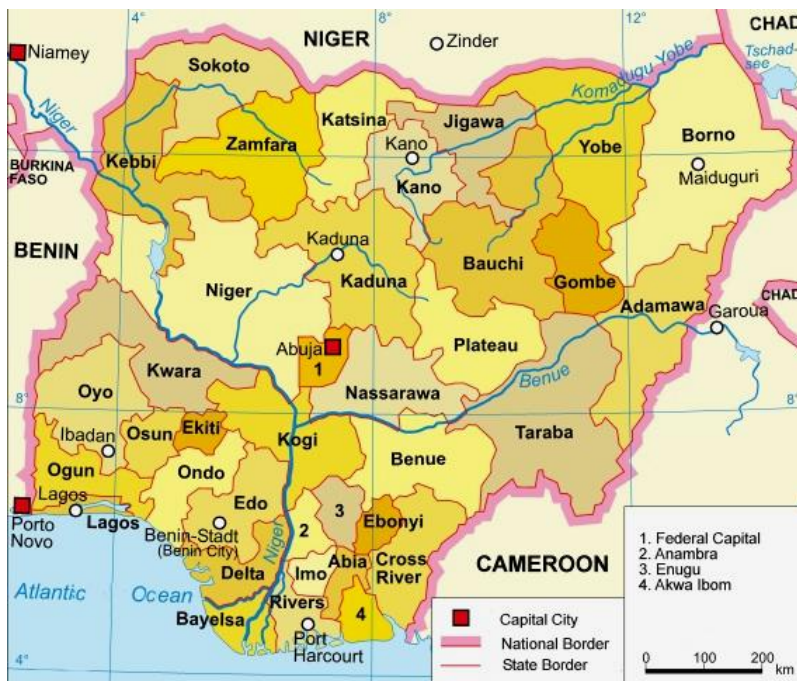 4°
8°
12°
CHAD
Niamey
NIGER
Zinder
Tschad-
see
Sokoto
Komadugu Yobe
Niger
Katsina
Jigawa
Kebbi
Zamfara
Kano
Yobe
Borno
BURKINA
FASO
Kano
Maiduguri
BENIN
Kaduna
Bauchi
Niger
Kaduna
Gombe
CHAD
Adamawa
Garoua
Abuja
1
Plateau
Kwara
Nassarawa
Benue
8°
8°
Oyo
Osun
Ekiti
Kogi
Taraba
Ibadan
Benue
Ogun
Ondo
Edo
Lagos
Lagos
Porto
Novo
Benin-Stadt
(Benin City)
Niger
2
3
Ebonyi
Abia
Cross
River
CAMEROON
Imo
Delta
Atlantic Ocean
Bayelsa
Rivers
4
Port
Harcourt
4°
4°
1. Federal Capital
2. Anambra
3. Enugu
4. Akwa Ibom
Capital City
National Border
State Border
0 100 200
km